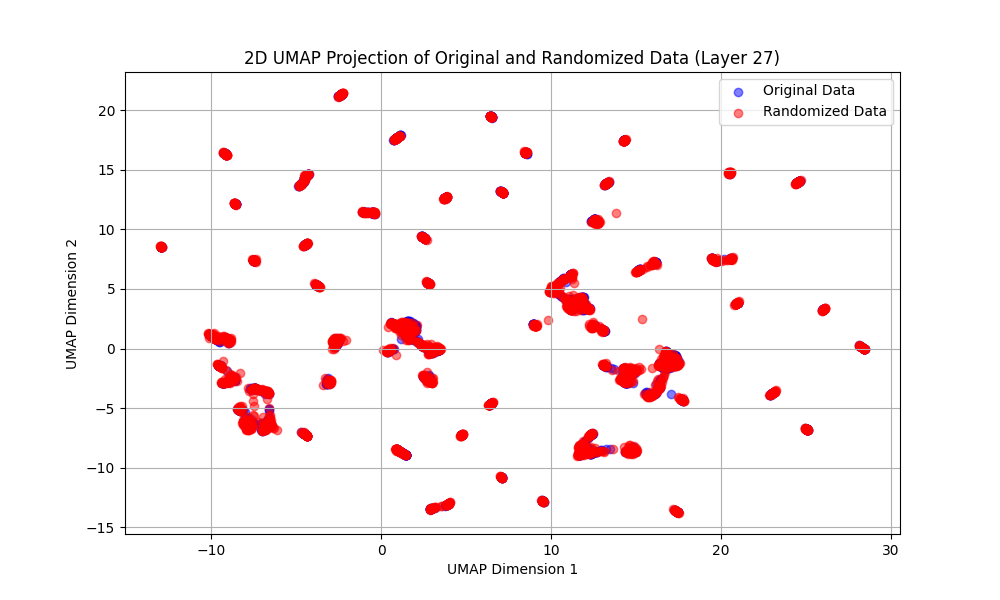 2D UMAP Projection of Original and Randomized Data (Layer 27)
Original Data
Randomized Data
20
15
10
5
0
−5
−10
−15
UMAP Dimension 2
−10
0
10
20
30
UMAP Dimension 1